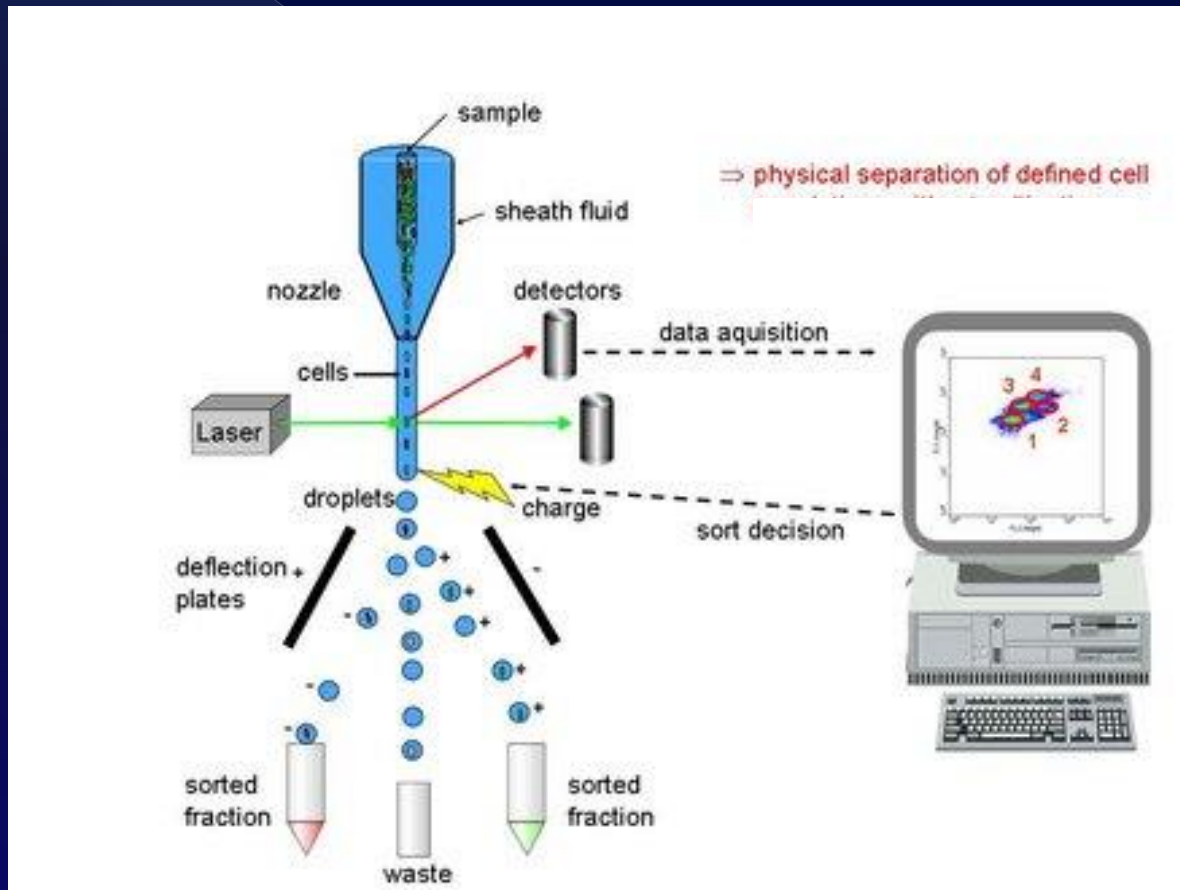 sample
⇒ physical separation of defined cell
sheath fluid
nozzle
detectors
data aquisition
cells
Laser
3 4
2
1
droplets
charge
sort decision
deflection +
plates
-
+
+
+
-
-
+
-
+
-
sorted
fraction
sorted
fraction
waste